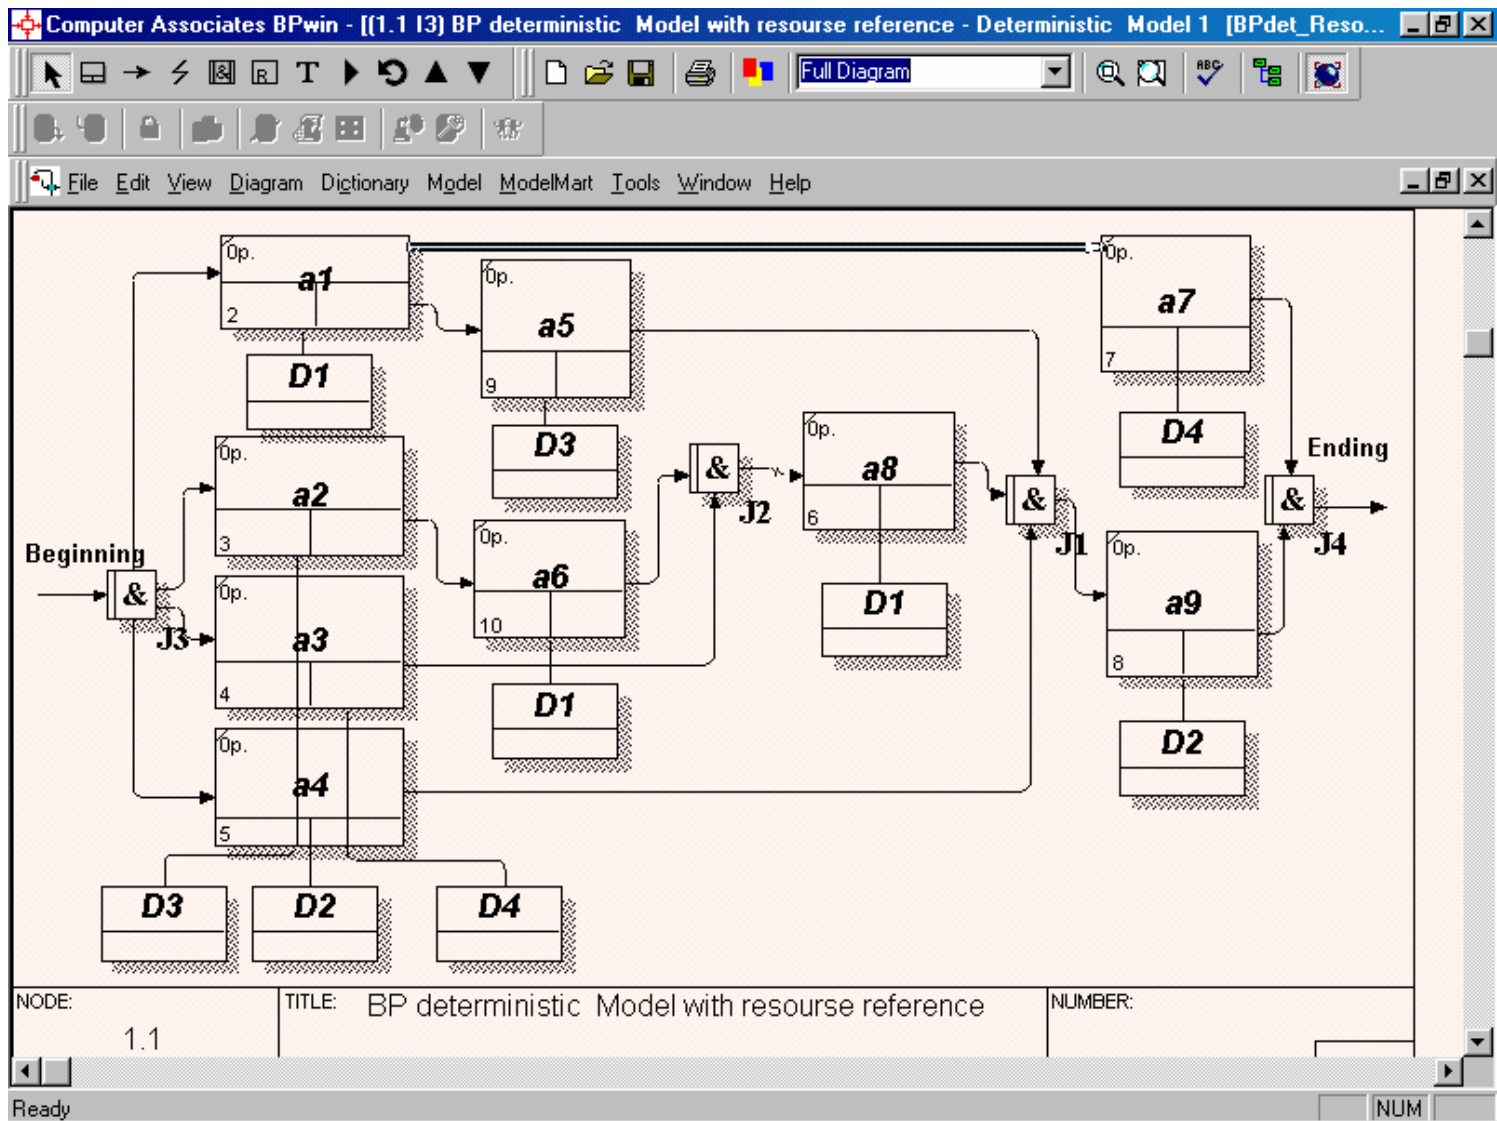 Computer Associates BPwin - [(1.1 I3) BP deterministic Model with resourse reference - Deterministic Model 1 [BPdet_Reso...
R T Full Diagram ABC
File Edit View Diagram Dictionary Model ModelMart Tools Window Help
0p.
a1
2
D1
0p.
a5
9
D3
0p.
a7
7
D4
Ending
0p.
a2
3
&
J2
0p.
a8
6
D1
&
J1
&
J4
Beginning
&
J3
0p.
a6
10
D1
0p.
a9
8
D2
0p.
a3
4
0p.
a4
5
D3
D2
D4
NODE:
1.1
TITLE:
BP deterministic Model with resourse reference
NUMBER:
Ready
NUM